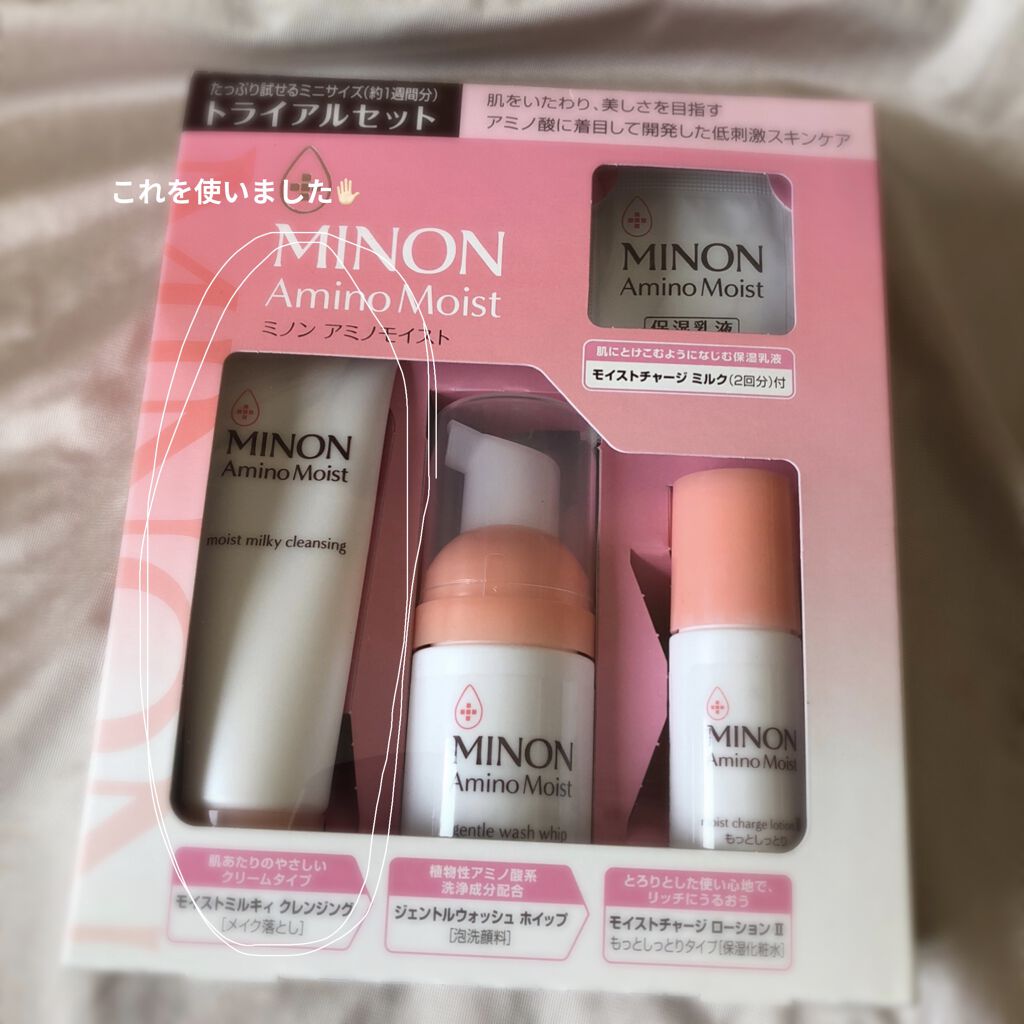 たっぷり試せるミニサイズ(約1週間分)
トライアルセット
肌をいたわり、美しさを目指す
アミノ酸に着目して開発した低刺激スキンケア
これを使いました✋🏻
MINON
Amino Moist
ミノン アミノモイスト
MINON
Amino Moist
保湿乳液
肌にとけこむようになじむ保湿乳液
モイストチャージ ミルク(2回分)付
MINON
MINON
Amino Moist
moist milky cleansing
MINON
Amino Moist
gentle wash whip
MINON
Amino Moist
moist charge lotion II
もっとしっとり
肌あたりのやさしい
クリームタイプ
モイストミルキィ クレンジング
[メイク落とし]
植物性アミノ酸系
洗浄成分配合
ジェントルウォッシュ ホイップ
[泡洗顔料]
とろりとした使い心地で、
リッチにうるおう
モイストチャージ ローション II
もっとしっとりタイプ[保湿化粧水]